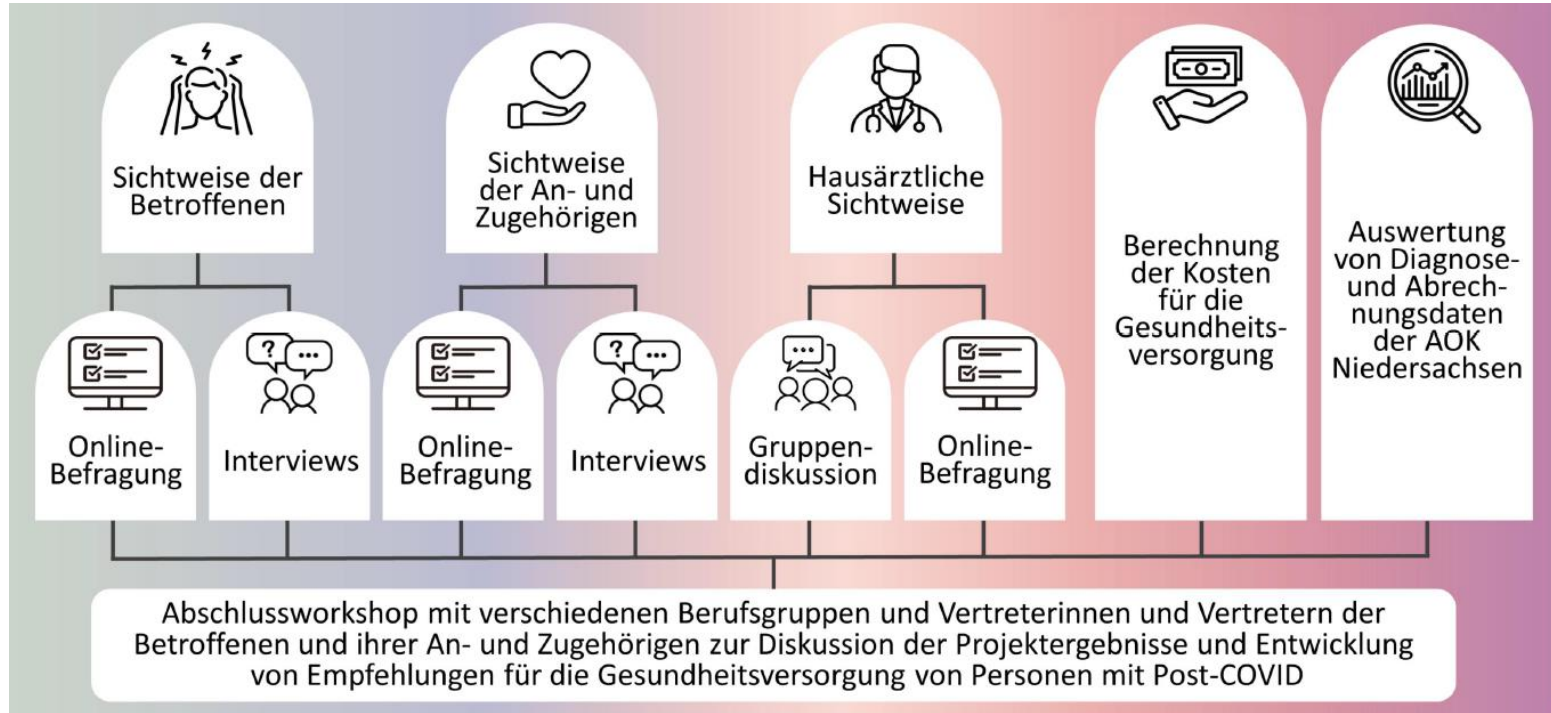 Sichtweise der
Betroffenen
Sichtweise
der An- und
Zugehörigen
Hausärztliche
Sichtweise
Berechnung
der Kosten
für die
Gesundheits-
versorgung
Auswertung
von Diagnose-
und Abrech-
nungsdaten
der AOK
Niedersachsen
Online-
Befragung
Interviews
Online-
Befragung
Interviews
Gruppen-
diskussion
Online-
Befragung
Abschlussworkshop mit verschiedenen Berufsgruppen und Vertreterinnen und Vertretern der
Betroffenen und ihrer An- und Zugehörigen zur Diskussion der Projektergebnisse und Entwicklung
von Empfehlungen für die Gesundheitsversorgung von Personen mit Post-COVID